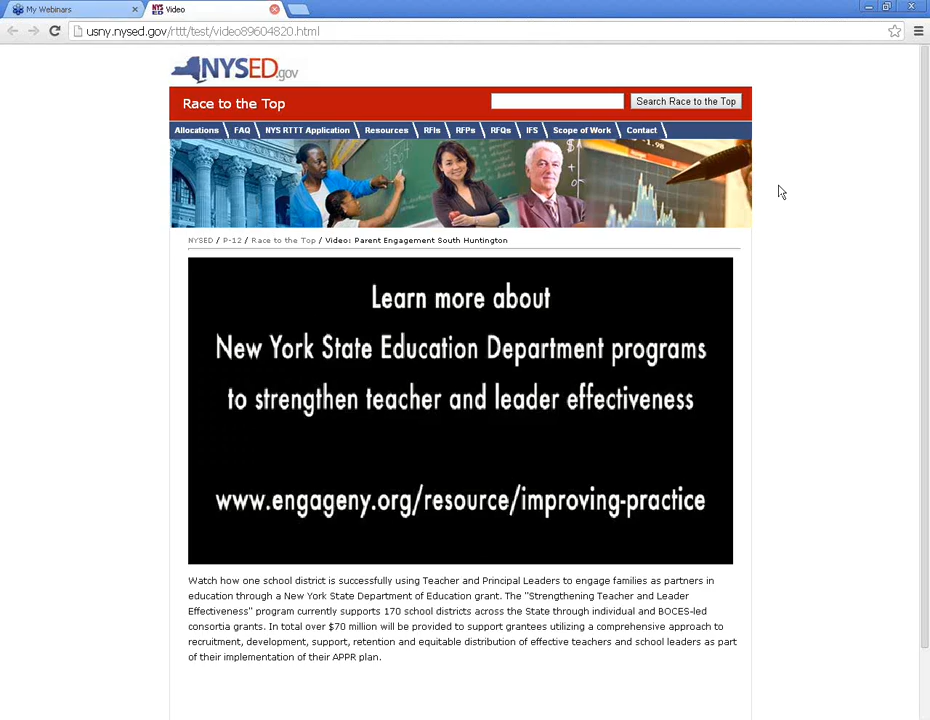 My Webinars
Video
usny.nysed.gov/rttt/test/video89604820.html
NYSED.gov
Race to the Top
Search Race to the Top
Allocations FAQ NYS RTTT Application Resources RFIs RFPs RFQs IFS Scope of Work Contact
NYSED / P-12 / Race to the Top / Video: Parent Engagement South Huntington
Learn more about
New York State Education Department programs
to strengthen teacher and leader effectiveness
www.engageny.org/resource/improving-practice
Watch how one school district is successfully using Teacher and Principal Leaders to engage families as partners in
education through a New York State Department of Education grant. The "Strengthening Teacher and Leader
Effectiveness" program currently supports 170 school districts across the State through individual and BOCES-led
consortia grants. In total over $70 million will be provided to support grantees utilizing a comprehensive approach to
recruitment, development, support, retention and equitable distribution of effective teachers and school leaders as part
of their implementation of their APPR plan.